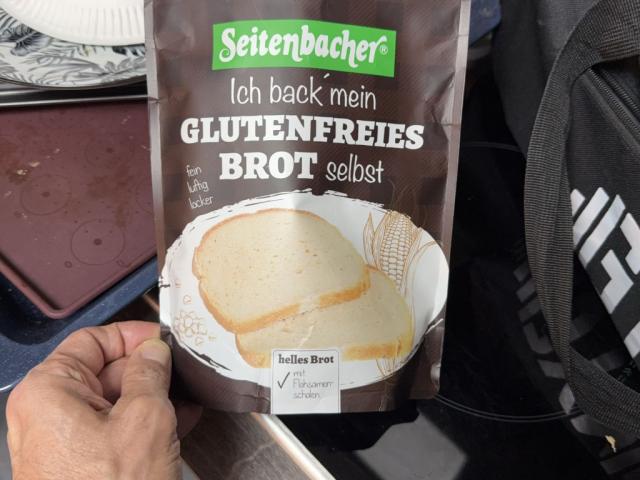 Seitenbacher®
Ich back' mein
GLUTENFREIES
BROT selbst
fein
luftig
locker
helles Brot
✓ mit
Flohsamen-
schalen